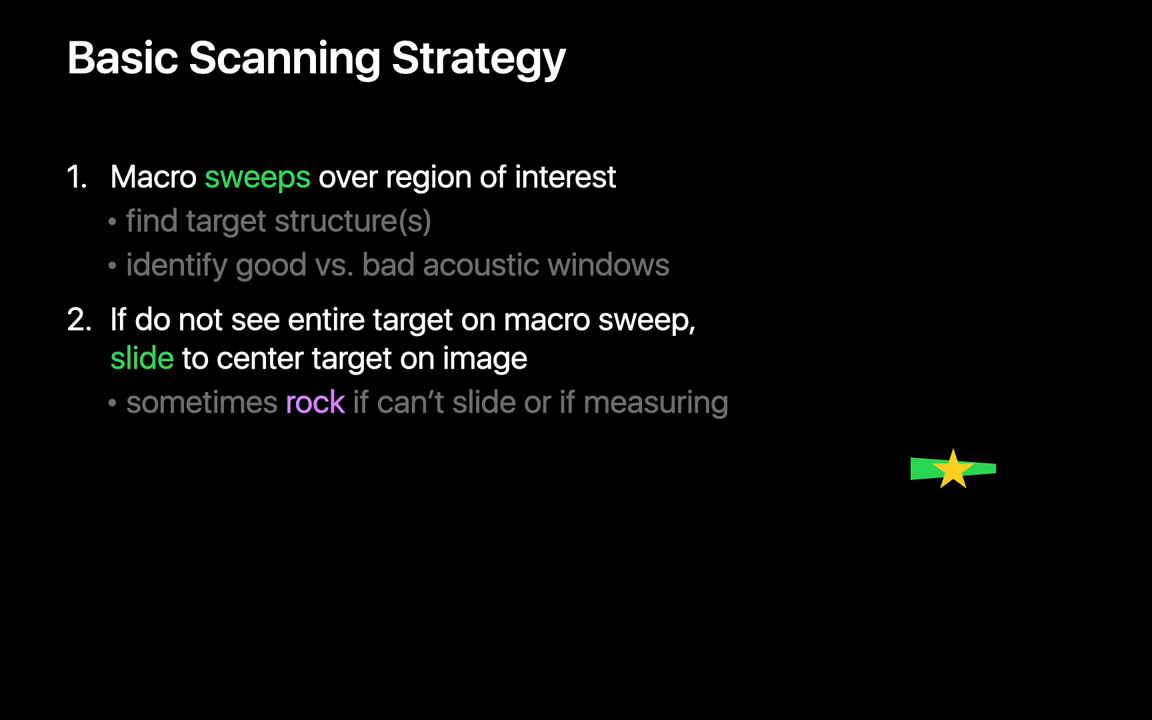 Basic Scanning Strategy
1. Macro sweeps over region of interest
• find target structure(s)
• identify good vs. bad acoustic windows
2. If do not see entire target on macro sweep,
slide to center target on image
• sometimes rock if can’t slide or if measuring